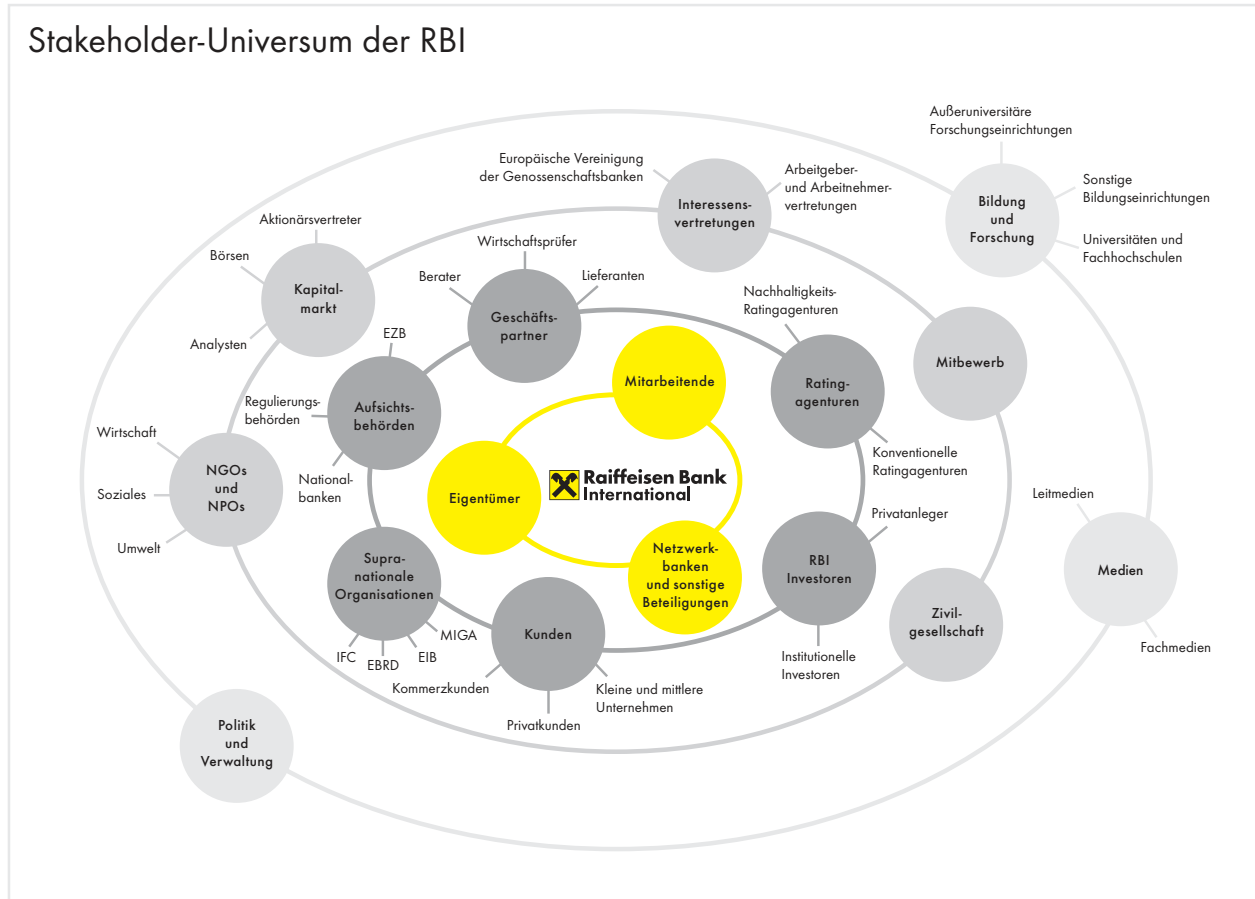 Stakeholder-Universum der RBI
Außeruniversitäre
Forschungseinrichtungen
Bildung
und
Forschung
Sonstige
Bildungseinrichtungen
Universitäten und
Fachhochschulen
Europäische Vereinigung
der Genossenschaftsbanken
Interessens-
vertretungen
Arbeitgeber-
und Arbeitnehmer-
vertretungen
Aktionärsvertreter
Börsen
Kapital-
markt
Analysten
Wirtschaftsprüfer
Berater
Lieferanten
Geschäfts-
partner
Nachhaltigkeits-
Ratingagenturen
Rating-
agenturen
Konventionelle
Ratingagenturen
Mitbewerb
EZB
Regulierungs-
behörden
Aufsichts-
behörden
National-
banken
Mitarbeitende
Eigentümer
Raiffeisen Bank
International
Netzwerk-
banken
und sonstige
Beteiligungen
Wirtschaft
Soziales
NGOs
und
NPOs
Umwelt
Privatanleger
RBI
Investoren
Institutionelle
Investoren
Leitmedien
Medien
Fachmedien
Supra-
nationale
Organisationen
IFC
EBRD
EIB
MIGA
Kunden
Kommerzkunden
Privatkunden
Kleine und mittlere
Unternehmen
Zivil-
gesellschaft
Politik
und
Verwaltung